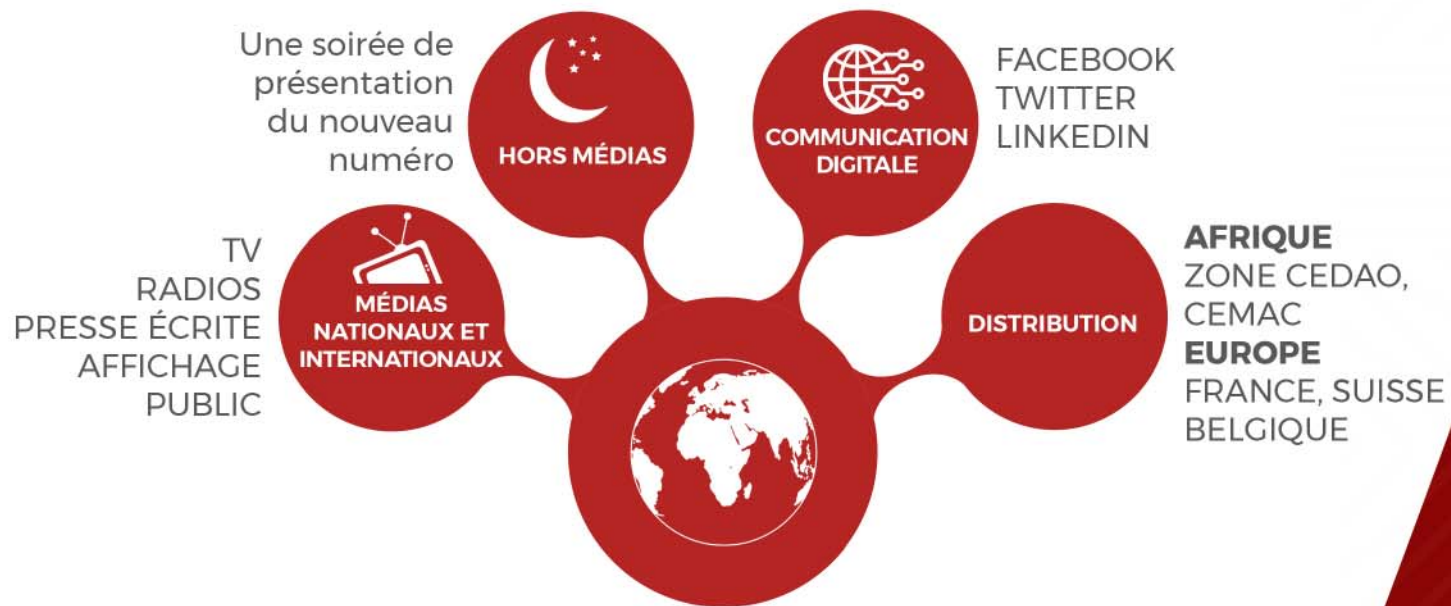 Une soirée de
présentation
du nouveau
numéro
HORS MÉDIAS
COMMUNICATION
DIGITALE
FACEBOOK
TWITTER
LINKEDIN
TV
RADIOS
PRESSE ÉCRITE
AFFICHAGE
PUBLIC
MÉDIAS
NATIONAUX ET
INTERNATIONAUX
DISTRIBUTION
AFRIQUE
ZONE CEDAO,
CEMAC
EUROPE
FRANCE, SUISSE
BELGIQUE